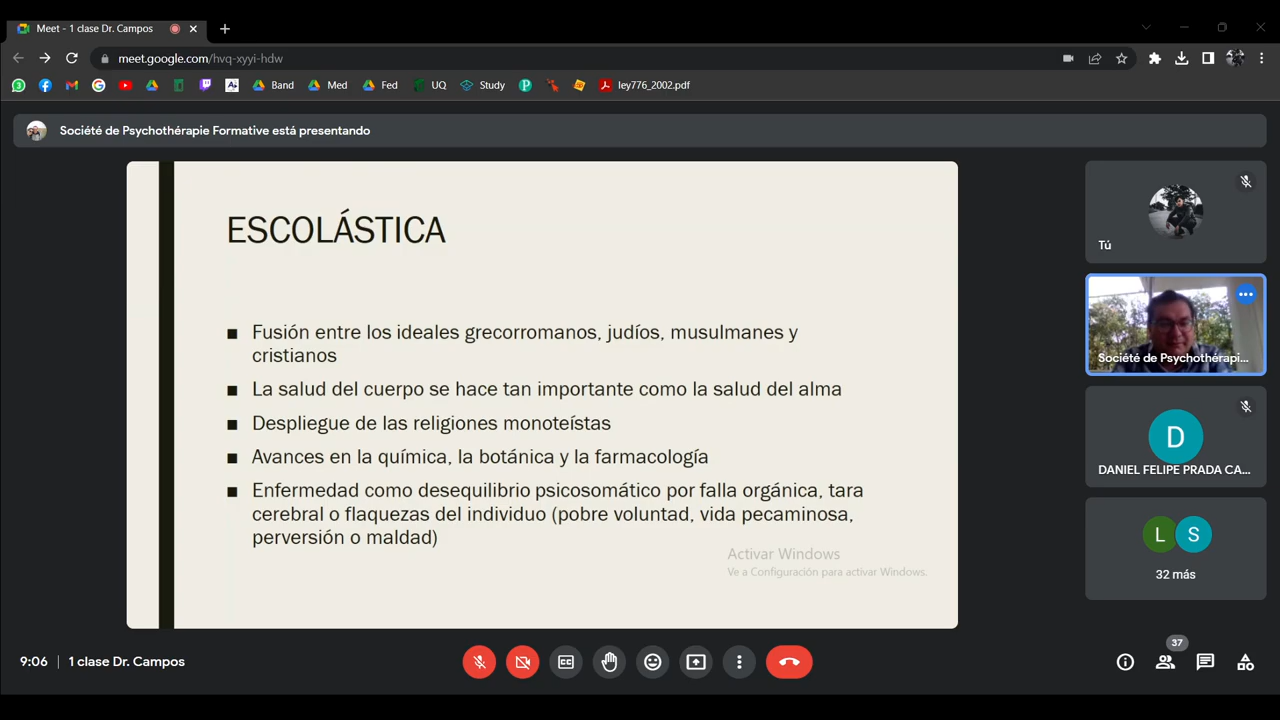 Meet - 1 clase Dr. Campos
meet.google.com/hvq-xyyi-hdw
Band
Med
Fed
UQ
Study
ley776_2002.pdf
Société de Psychothérapie Formative está presentando
ESCOLÁSTICA
Fusión entre los ideales grecorromanos, judíos, musulmanes y
cristianos
La salud del cuerpo se hace tan importante como la salud del alma
Despliegue de las religiones monoteístas
Avances en la química, la botánica y la farmacología
Enfermedad como desequilibrio psicosomático por falla orgánica, tara
cerebral o flaquezas del individuo (pobre voluntad, vida pecaminosa,
perversión o maldad)
Activar Windows
Ve a Configuración para activar Windows.
Tú
Société de Psychothérapi...
D
DANIEL FELIPE PRADA CA...
L
S
32 más
9:06
1 clase Dr. Campos
37